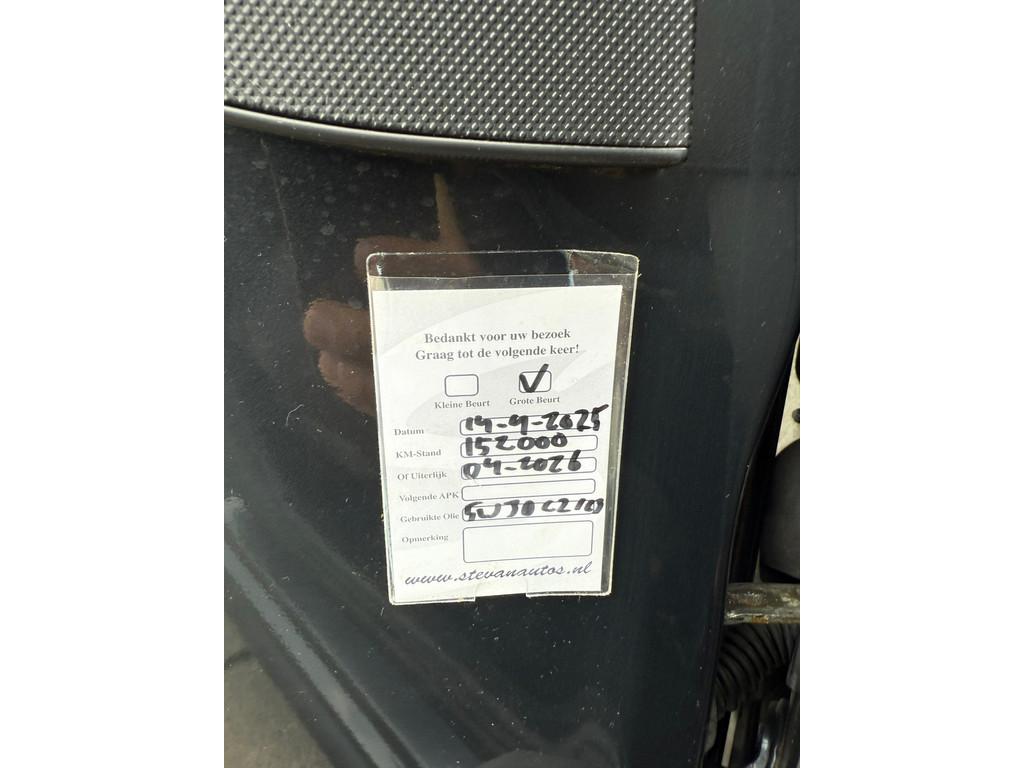 Bedankt voor uw bezoek
Graag tot de volgende keer!
Kleine Beurt Grote Beurt
Datum 14-4-2025
KM-Stand 152000
Of Uiterlijk 04-2026
Volgende APK
Gebruikte Olie 5W30 C2/C3
Opmerking
www.stevanautos.nl